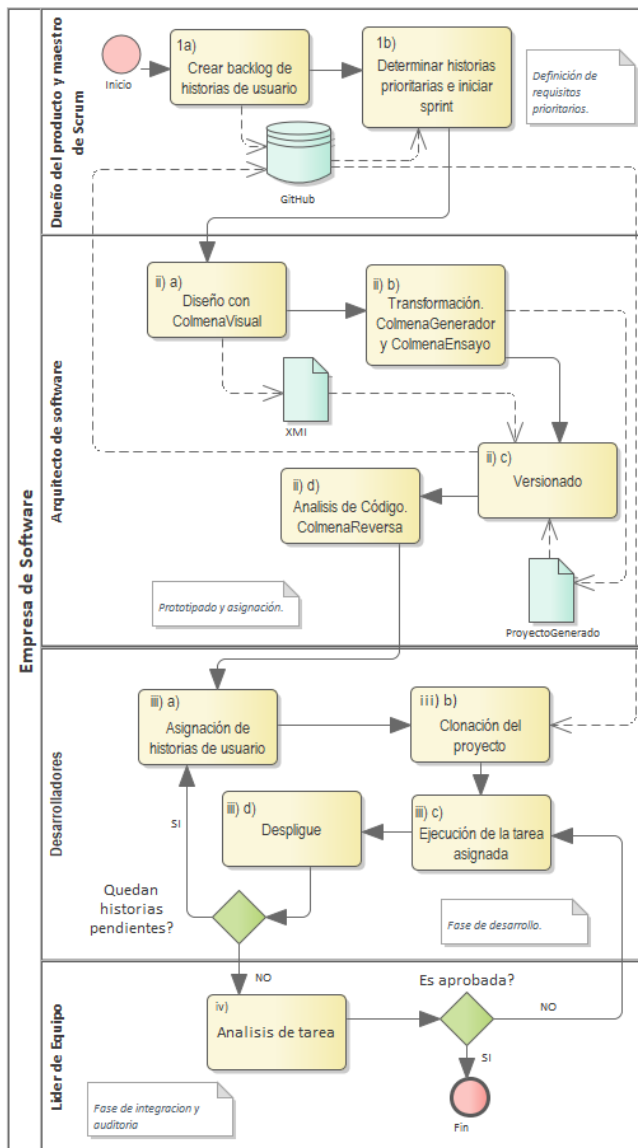 Empresa de Software
Dueño del producto y maestro
de Scrum
Inicio
1a)
Crear backlog de
historias de usuario
1b)
Determinar historias
prioritarias e iniciar
sprint
Definición de
requisitos
prioritarios.
GitHub
Arquitecto de software
ii) a)
Diseño con
ColmenaVisual
ii) b)
Transformación.
ColmenaGenerador
y ColmenaEnsayo
XMI
ii) c)
Versionado
ii) d)
Analisis de Código.
ColmenaReversa
Prototipado y asignación.
ProyectoGenerado
Desarrolladores
iii) a)
Asignación de
historias de usuario
iii) b)
Clonación del
proyecto
SI
iii) d)
Despligue
iii) c)
Ejecución de la tarea
asignada
Quedan
historias
pendientes?
Fase de desarrollo.
NO
Lider de Equipo
iv)
Analisis de tarea
Es aprobada?
NO
SI
Fin
Fase de integracion y
auditoria